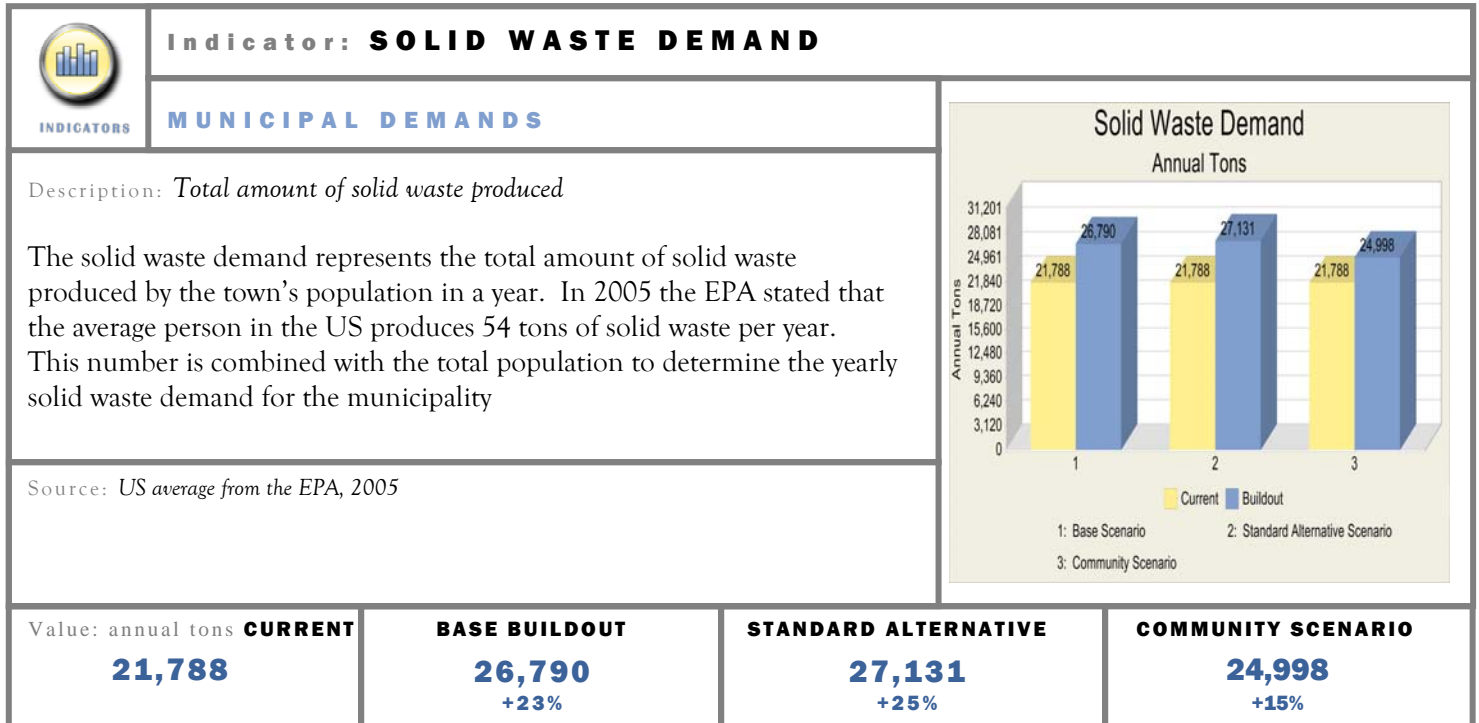 Indicator: SOLID WASTE DEMAND
INDICATORS
MUNICIPAL DEMANDS
Description: Total amount of solid waste produced
The solid waste demand represents the total amount of solid waste
produced by the town's population in a year. In 2005 the EPA stated that
the average person in the US produces 54 tons of solid waste per year.
This number is combined with the total population to determine the yearly
solid waste demand for the municipality
Source: US average from the EPA, 2005
Solid Waste Demand
Annual Tons
Annual Tons
31,201
28,081
24,961
21,840
18,720
15,600
12,480
9,360
6,240
3,120
0
21,788
26,790
21,788
27,131
21,788
24,998
1 2 3
Current Buildout
1: Base Scenario 2: Standard Alternative Scenario
3: Community Scenario
Value: annual tons CURRENT BASE BUILDOUT STANDARD ALTERNATIVE COMMUNITY SCENARIO
21,788 26,790 27,131 24,998
+23% +25% +15%